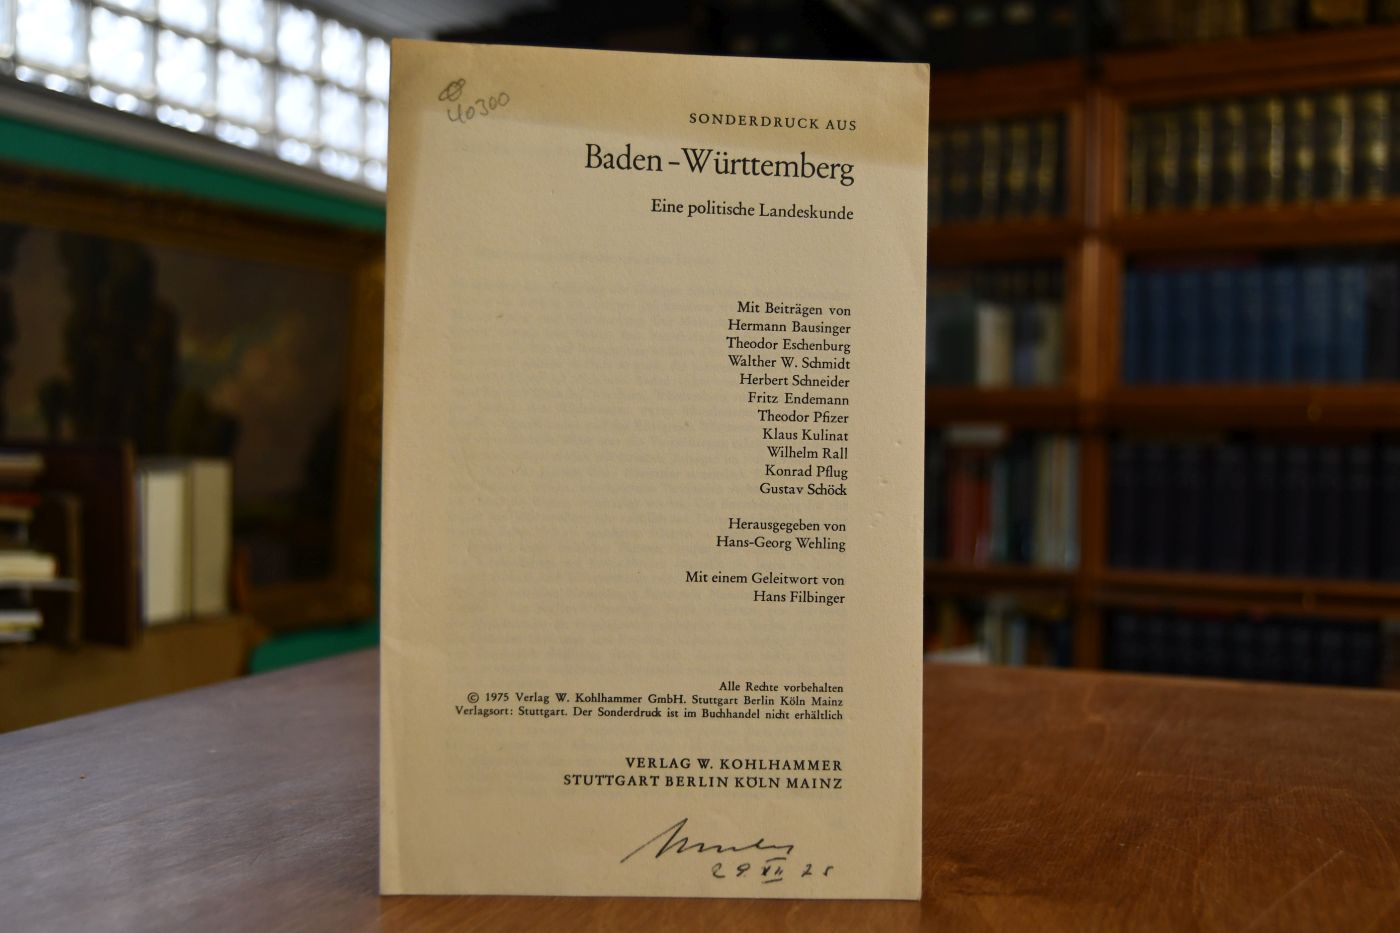 40300
SONDERDRUCK AUS
Baden-Württemberg
Eine politische Landeskunde
Mit Beiträgen von
Hermann Bausinger
Theodor Eschenburg
Walther W. Schmidt
Herbert Schneider
Fritz Endemann
Theodor Pfizer
Klaus Kulinat
Wilhelm Rall
Konrad Pflug
Gustav Schöck
Herausgegeben von
Hans-Georg Wehling
Mit einem Geleitwort von
Hans Filbinger
Alle Rechte vorbehalten
© 1975 Verlag W. Kohlhammer GmbH. Stuttgart Berlin Köln Mainz
Verlagsort: Stuttgart. Der Sonderdruck ist im Buchhandel nicht erhältlich
VERLAG W. KOHLHAMMER
STUTTGART BERLIN KÖLN MAINZ
29 XII 75